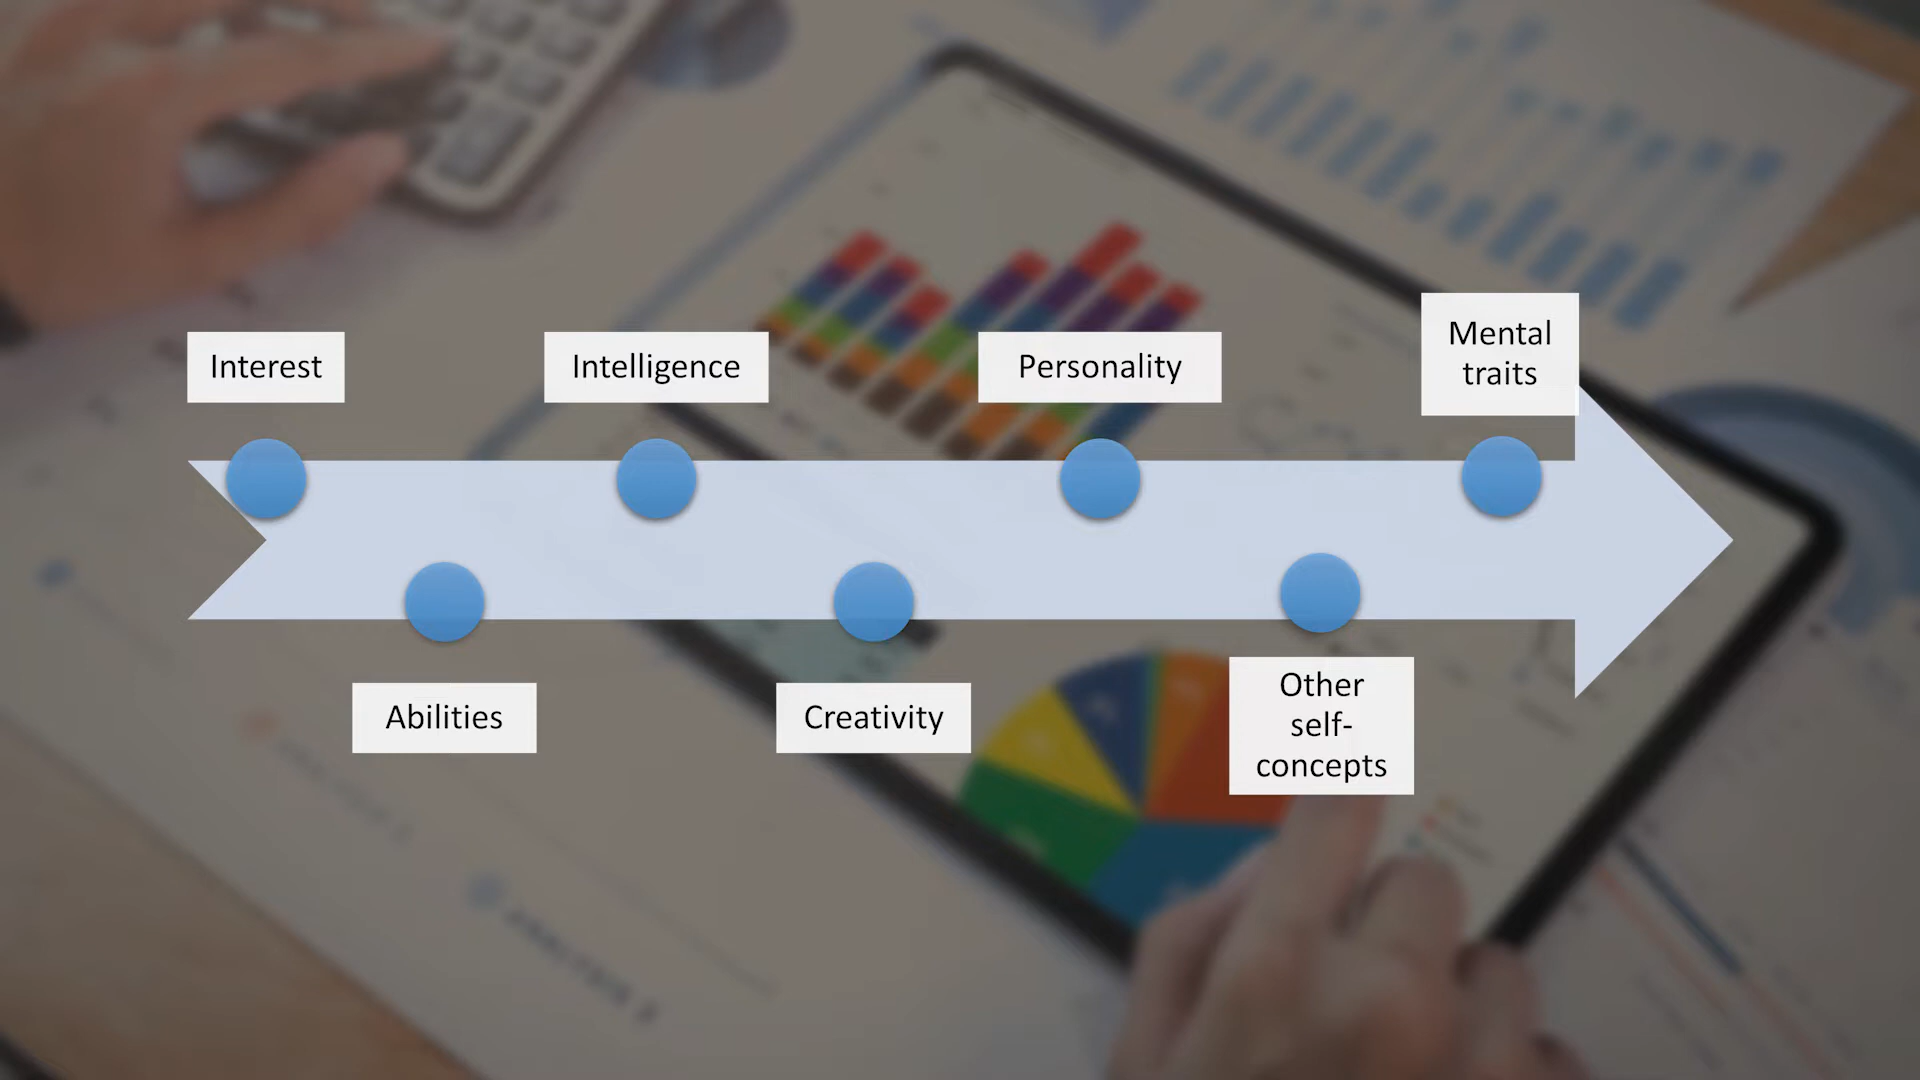 Interest
Abilities
Intelligence
Creativity
Personality
Other
self-
concepts
Mental
traits